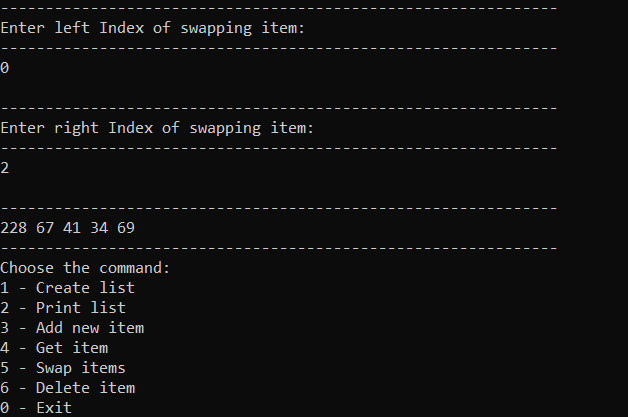 --------------------------------------------------------------
Enter left Index of swapping item:
--------------------------------------------------------------
0
--------------------------------------------------------------
Enter right Index of swapping item:
--------------------------------------------------------------
2
--------------------------------------------------------------
228 67 41 34 69
--------------------------------------------------------------
Choose the command:
1 - Create list
2 - Print list
3 - Add new item
4 - Get item
5 - Swap items
6 - Delete item
0 - Exit